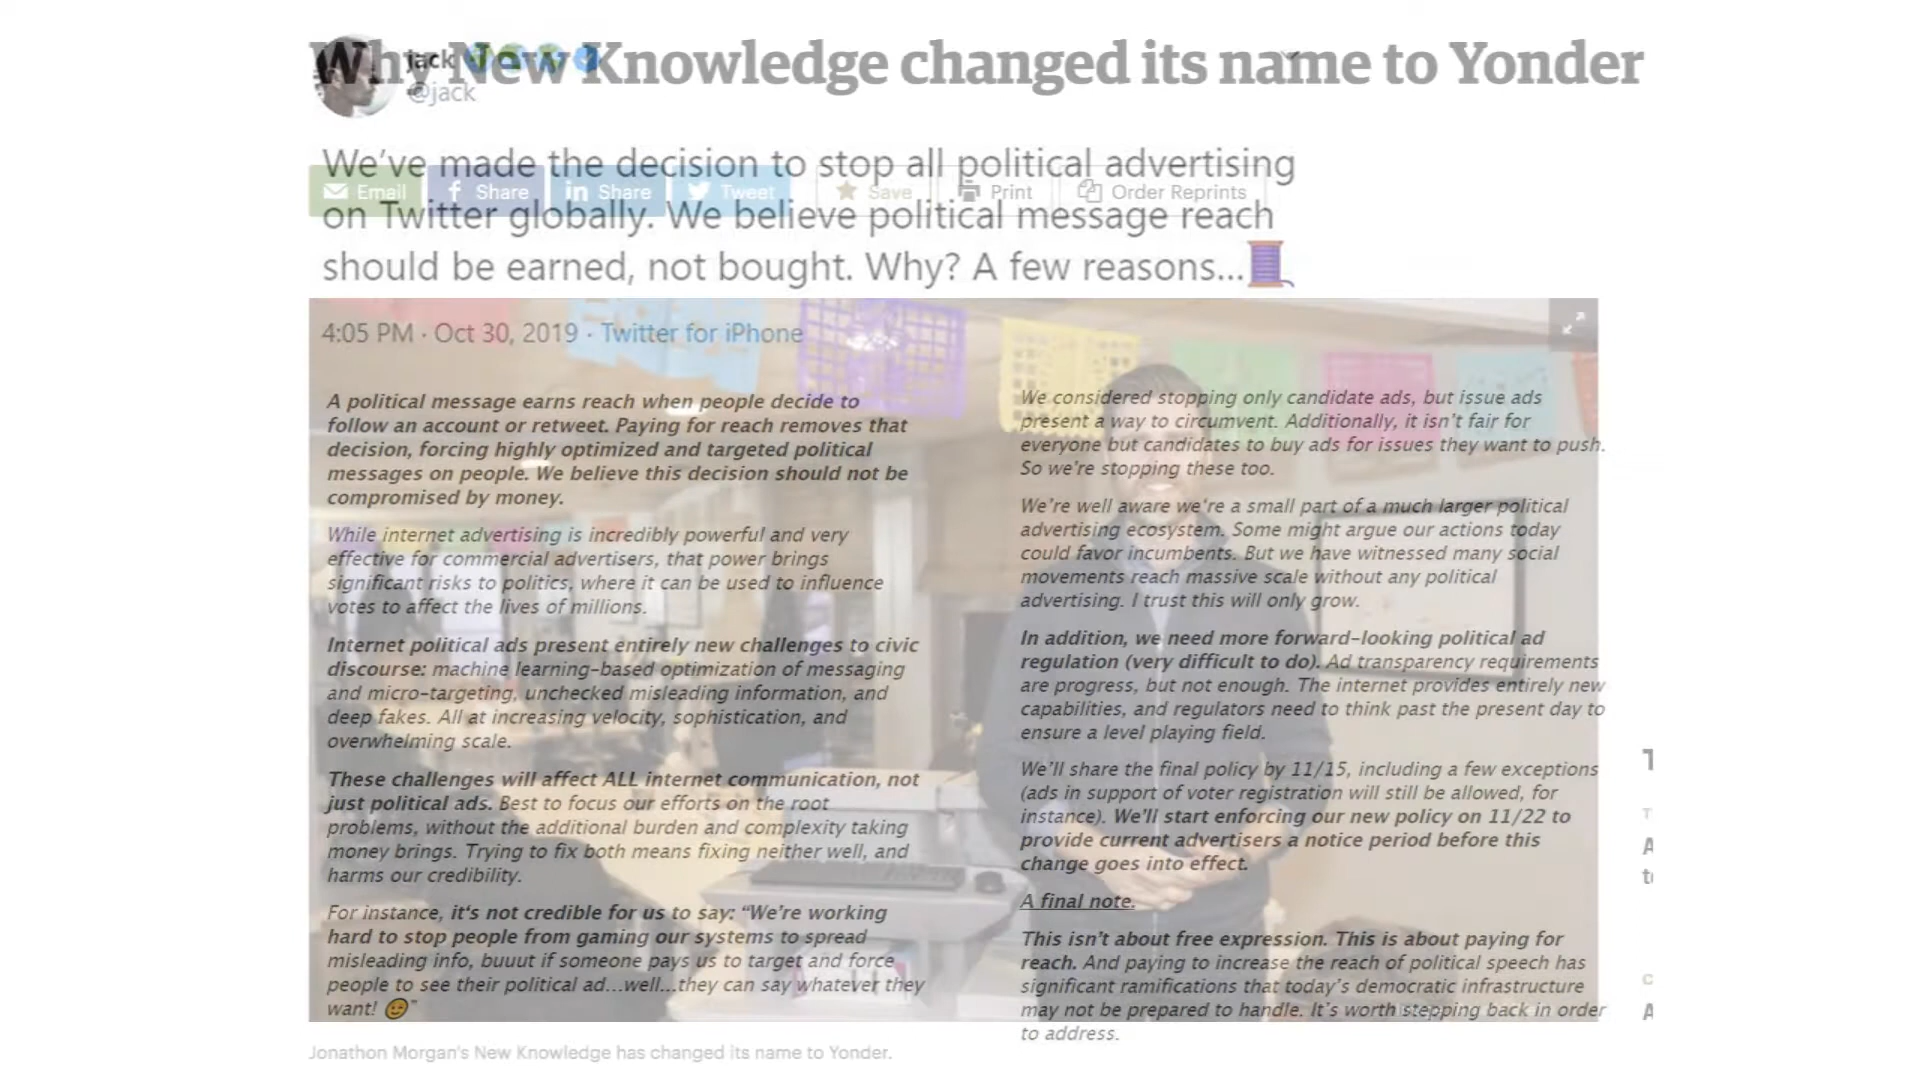 Why New Knowledge changed its name to Yonder
jack
@jack
We've made the decision to stop all political advertising
on Twitter globally. We believe political message reach
should be earned, not bought. Why? A few reasons...
Email
Share
Share
Tweet
Save
Print
Order Reprints
4:05 PM · Oct 30, 2019 · Twitter for iPhone
A political message earns reach when people decide to
follow an account or retweet. Paying for reach removes that
decision, forcing highly optimized and targeted political
messages on people. We believe this decision should not be
compromised by money.
While internet advertising is incredibly powerful and very
effective for commercial advertisers, that power brings
significant risks to politics, where it can be used to influence
votes to affect the lives of millions.
Internet political ads present entirely new challenges to civic
discourse: machine learning-based optimization of messaging
and micro-targeting, unchecked misleading information, and
deep fakes. All at increasing velocity, sophistication, and
overwhelming scale.
These challenges will affect ALL internet communication, not
just political ads. Best to focus our efforts on the root
problems, without the additional burden and complexity taking
money brings. Trying to fix both means fixing neither well, and
harms our credibility.
For instance, it's not credible for us to say: "We're working
hard to stop people from gaming our systems to spread
misleading info, buuut if someone pays us to target and force
people to see their political ad...well...they can say whatever they
want! 😉"
We considered stopping only candidate ads, but issue ads
present a way to circumvent. Additionally, it isn't fair for
everyone but candidates to buy ads for issues they want to push.
So we're stopping these too.
We're well aware we're a small part of a much larger political
advertising ecosystem. Some might argue our actions today
could favor incumbents. But we have witnessed many social
movements reach massive scale without any political
advertising. I trust this will only grow.
In addition, we need more forward-looking political ad
regulation (very difficult to do). Ad transparency requirements
are progress, but not enough. The internet provides entirely new
capabilities, and regulators need to think past the present day to
ensure a level playing field.
We'll share the final policy by 11/15, including a few exceptions
(ads in support of voter registration will still be allowed, for
instance). We'll start enforcing our new policy on 11/22 to
provide current advertisers a notice period before this
change goes into effect.
A final note.
This isn't about free expression. This is about paying for
reach. And paying to increase the reach of political speech has
significant ramifications that today's democratic infrastructure
may not be prepared to handle. It's worth stepping back in order
to address.
Jonathon Morgan's New Knowledge has changed its name to Yonder.